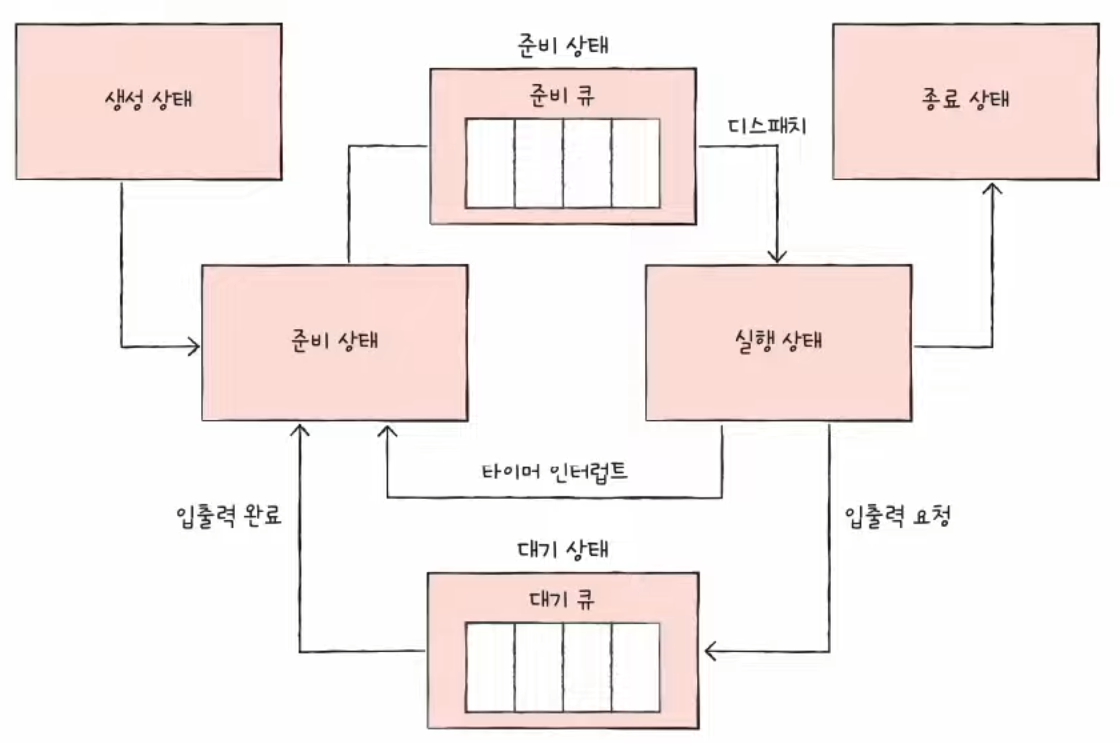 준비 상태
생성 상태
준비 큐
종료 상태
디스패치
준비 상태
실행 상태
타이머 인터럽트
입출력 완료
입출력 요청
대기 상태
대기 큐